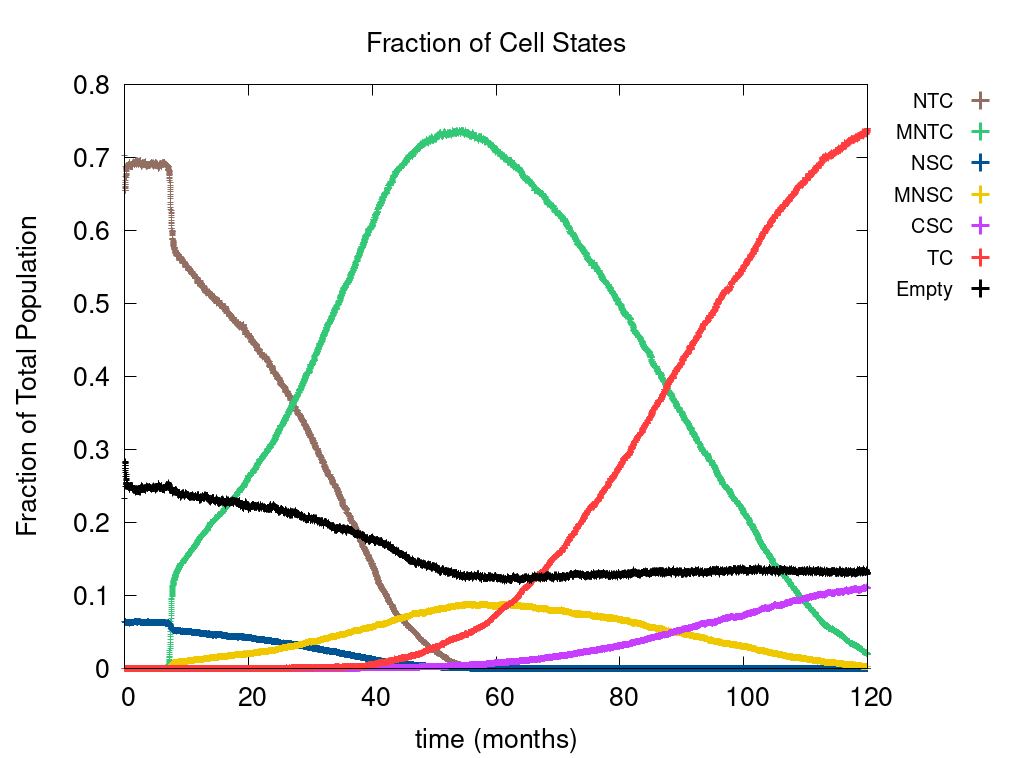 Fraction of Cell States
Fraction of Total Population
0.8
0.7
0.6
0.5
0.4
0.3
0.2
0.1
0
0 20 40 60 80 100 120
time (months)
NTC
MNTC
NSC
MNSC
CSC
TC
Empty